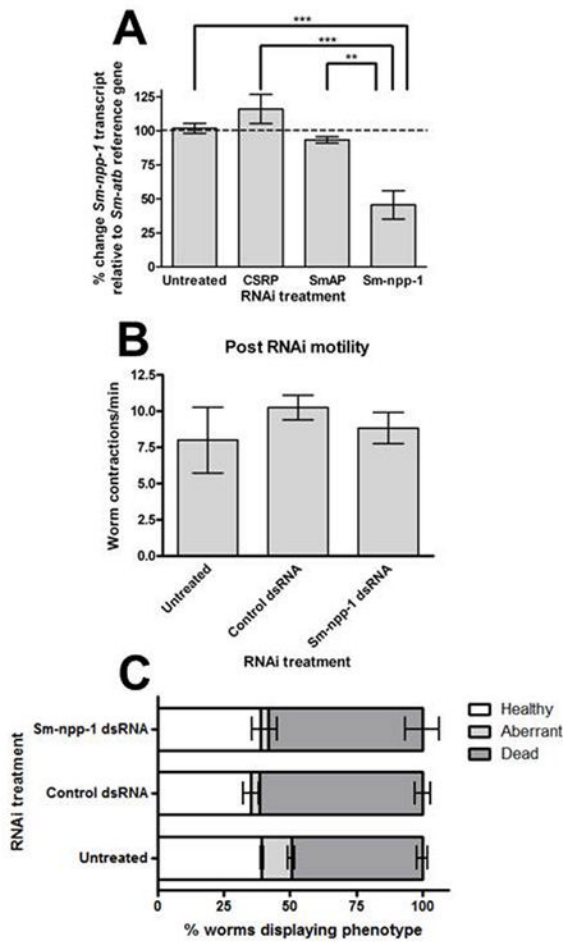 A
***
***
**
% change Sm-npp-1 transcript
relative to Sm-atb reference gene
125
100
75
50
25
0
Untreated CSRP SmAP Sm-npp-1
RNAi treatment
B
Post RNAi motility
Worm contractions/min
12.5
10.0
7.5
5.0
2.5
0.0
Untreated
Control dsRNA
Sm-npp-1 dsRNA
RNAi treatment
C
RNAi treatment
Sm-npp-1 dsRNA
Control dsRNA
Untreated
Healthy
Aberrant
Dead
0 25 50 75 100
% worms displaying phenotype